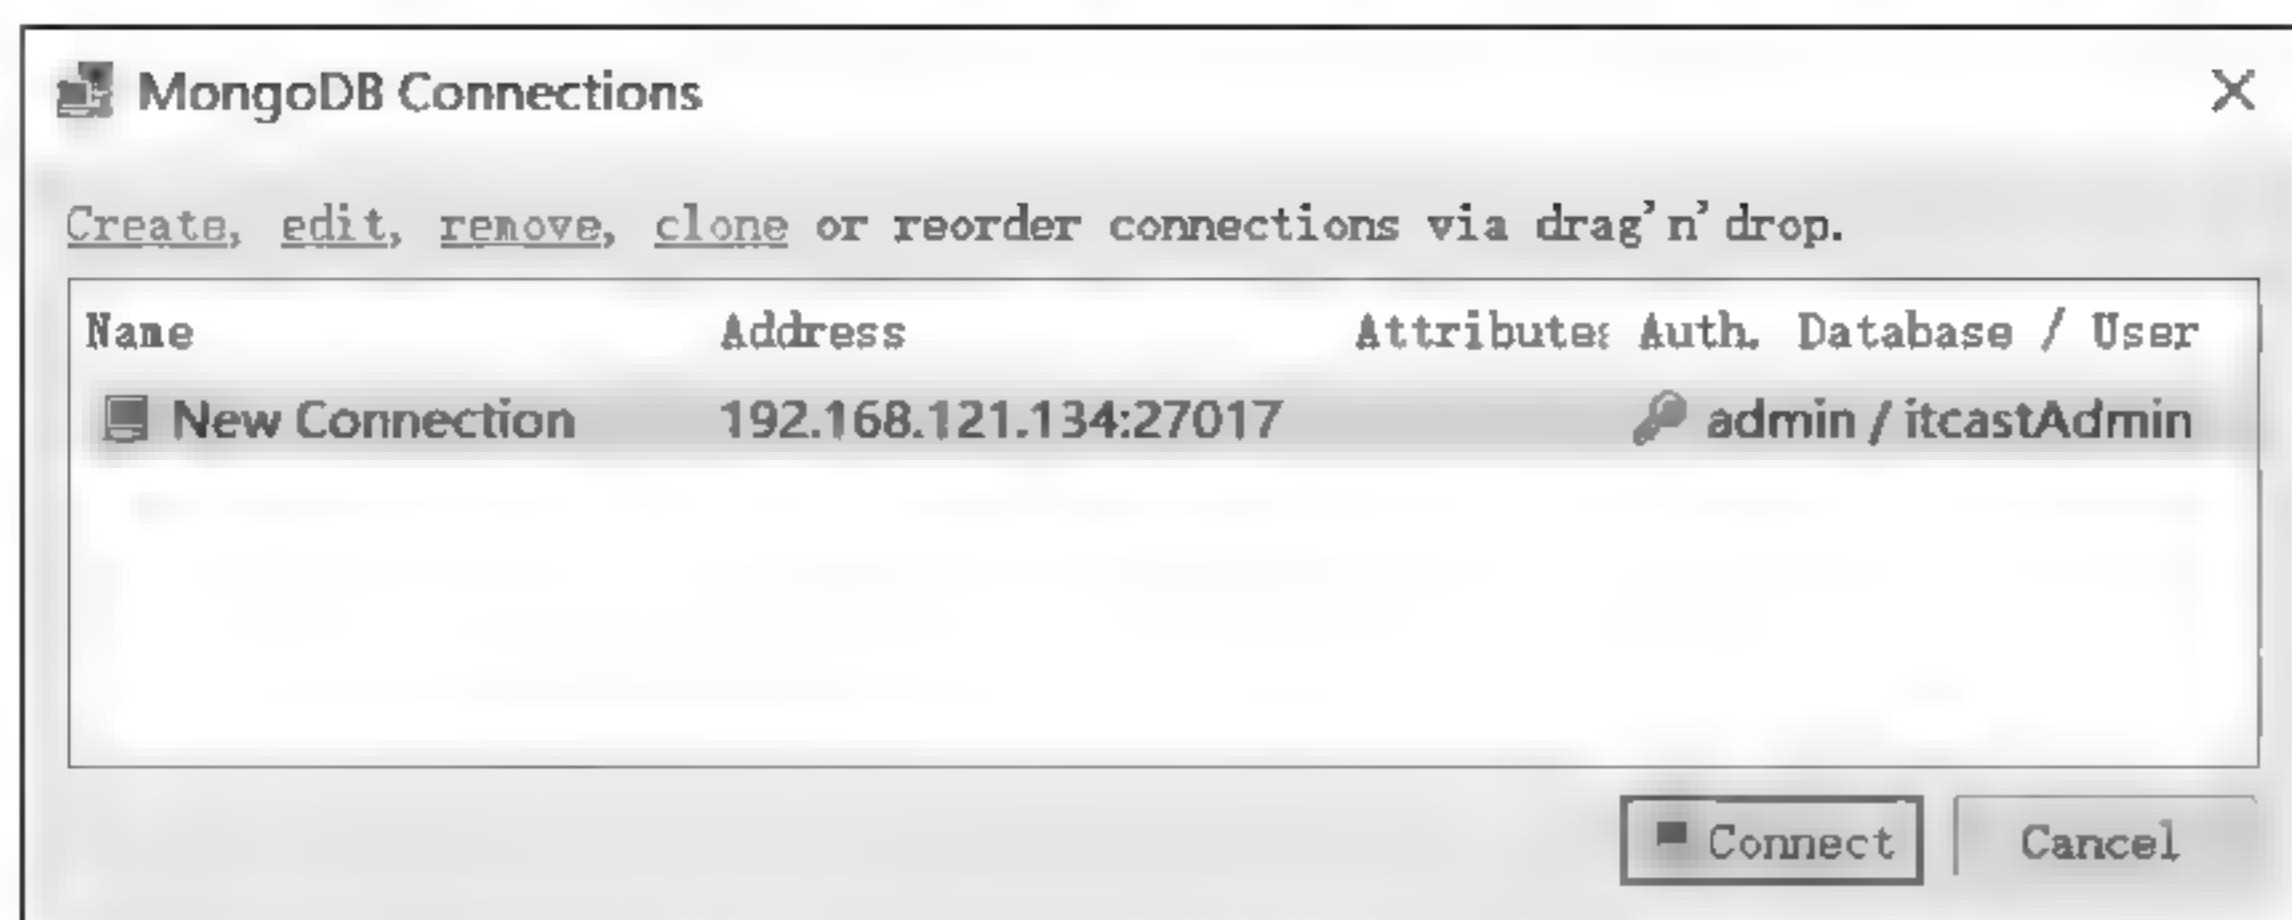 MongoDB Connections
Create, edit, remove, clone or reorder connections via drag'n'drop.
Name Address Attributes Auth. Database / User
New Connection 192.168.121.134:27017 admin / itcastAdmin
Connect Cancel